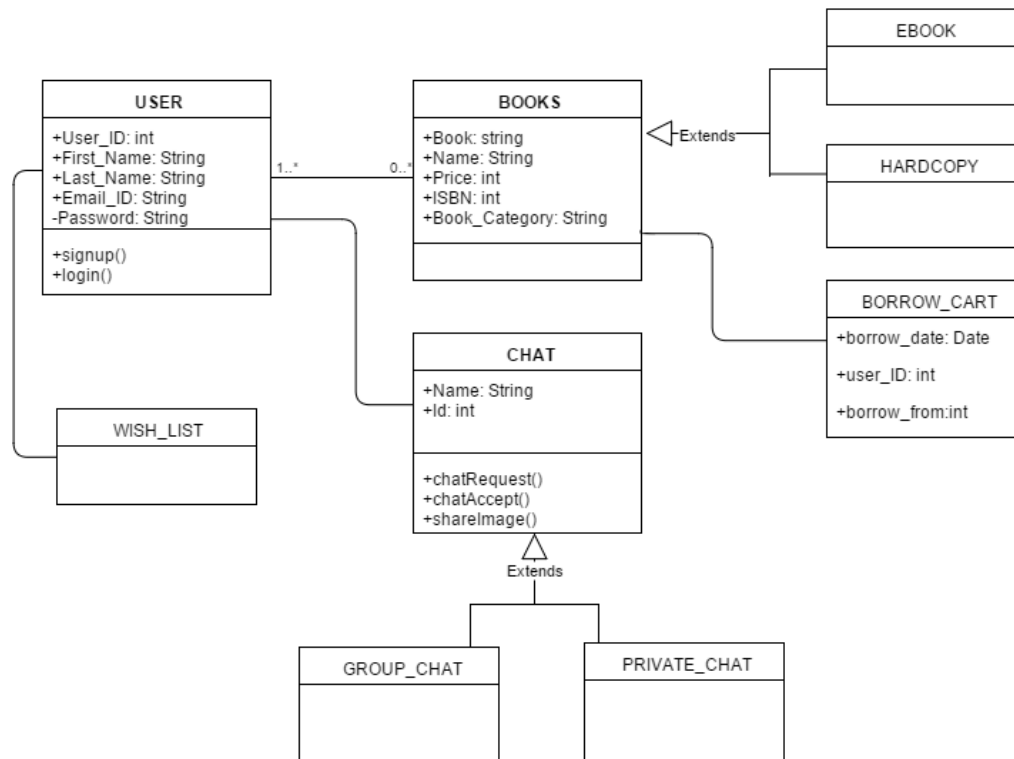 EBOOK
USER
+User_ID: int
+First_Name: String
+Last_Name: String
+Email_ID: String
-Password: String
+signup()
+login()
1..*
0..*
BOOKS
+Book: string
+Name: String
+Price: int
+ISBN: int
+Book_Category: String
Extends
HARDCOPY
BORROW_CART
+borrow_date: Date
+user_ID: int
+borrow_from:int
CHAT
+Name: String
+Id: int
+chatRequest()
+chatAccept()
+shareImage()
WISH_LIST
Extends
GROUP_CHAT
PRIVATE_CHAT